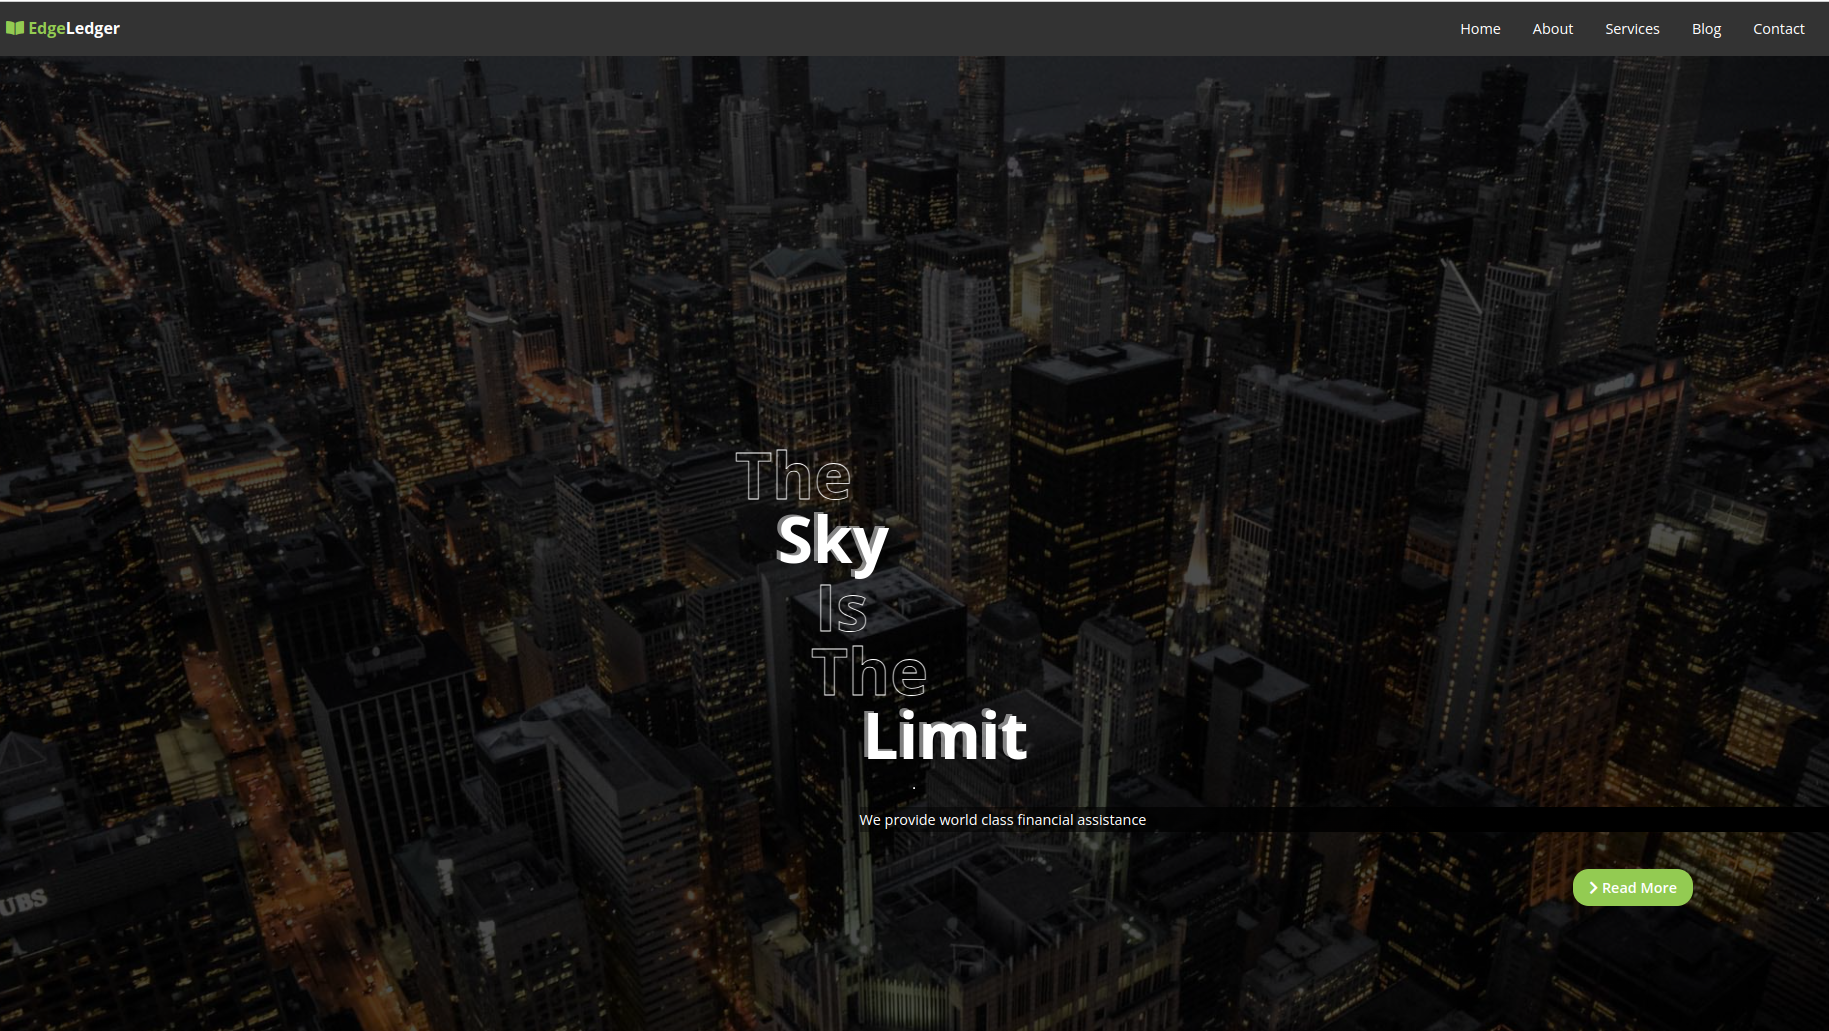 EdgeLedger
Home About Services Blog Contact
The
Sky
Is
The
Limit
.
We provide world class financial assistance
Read More
UBS